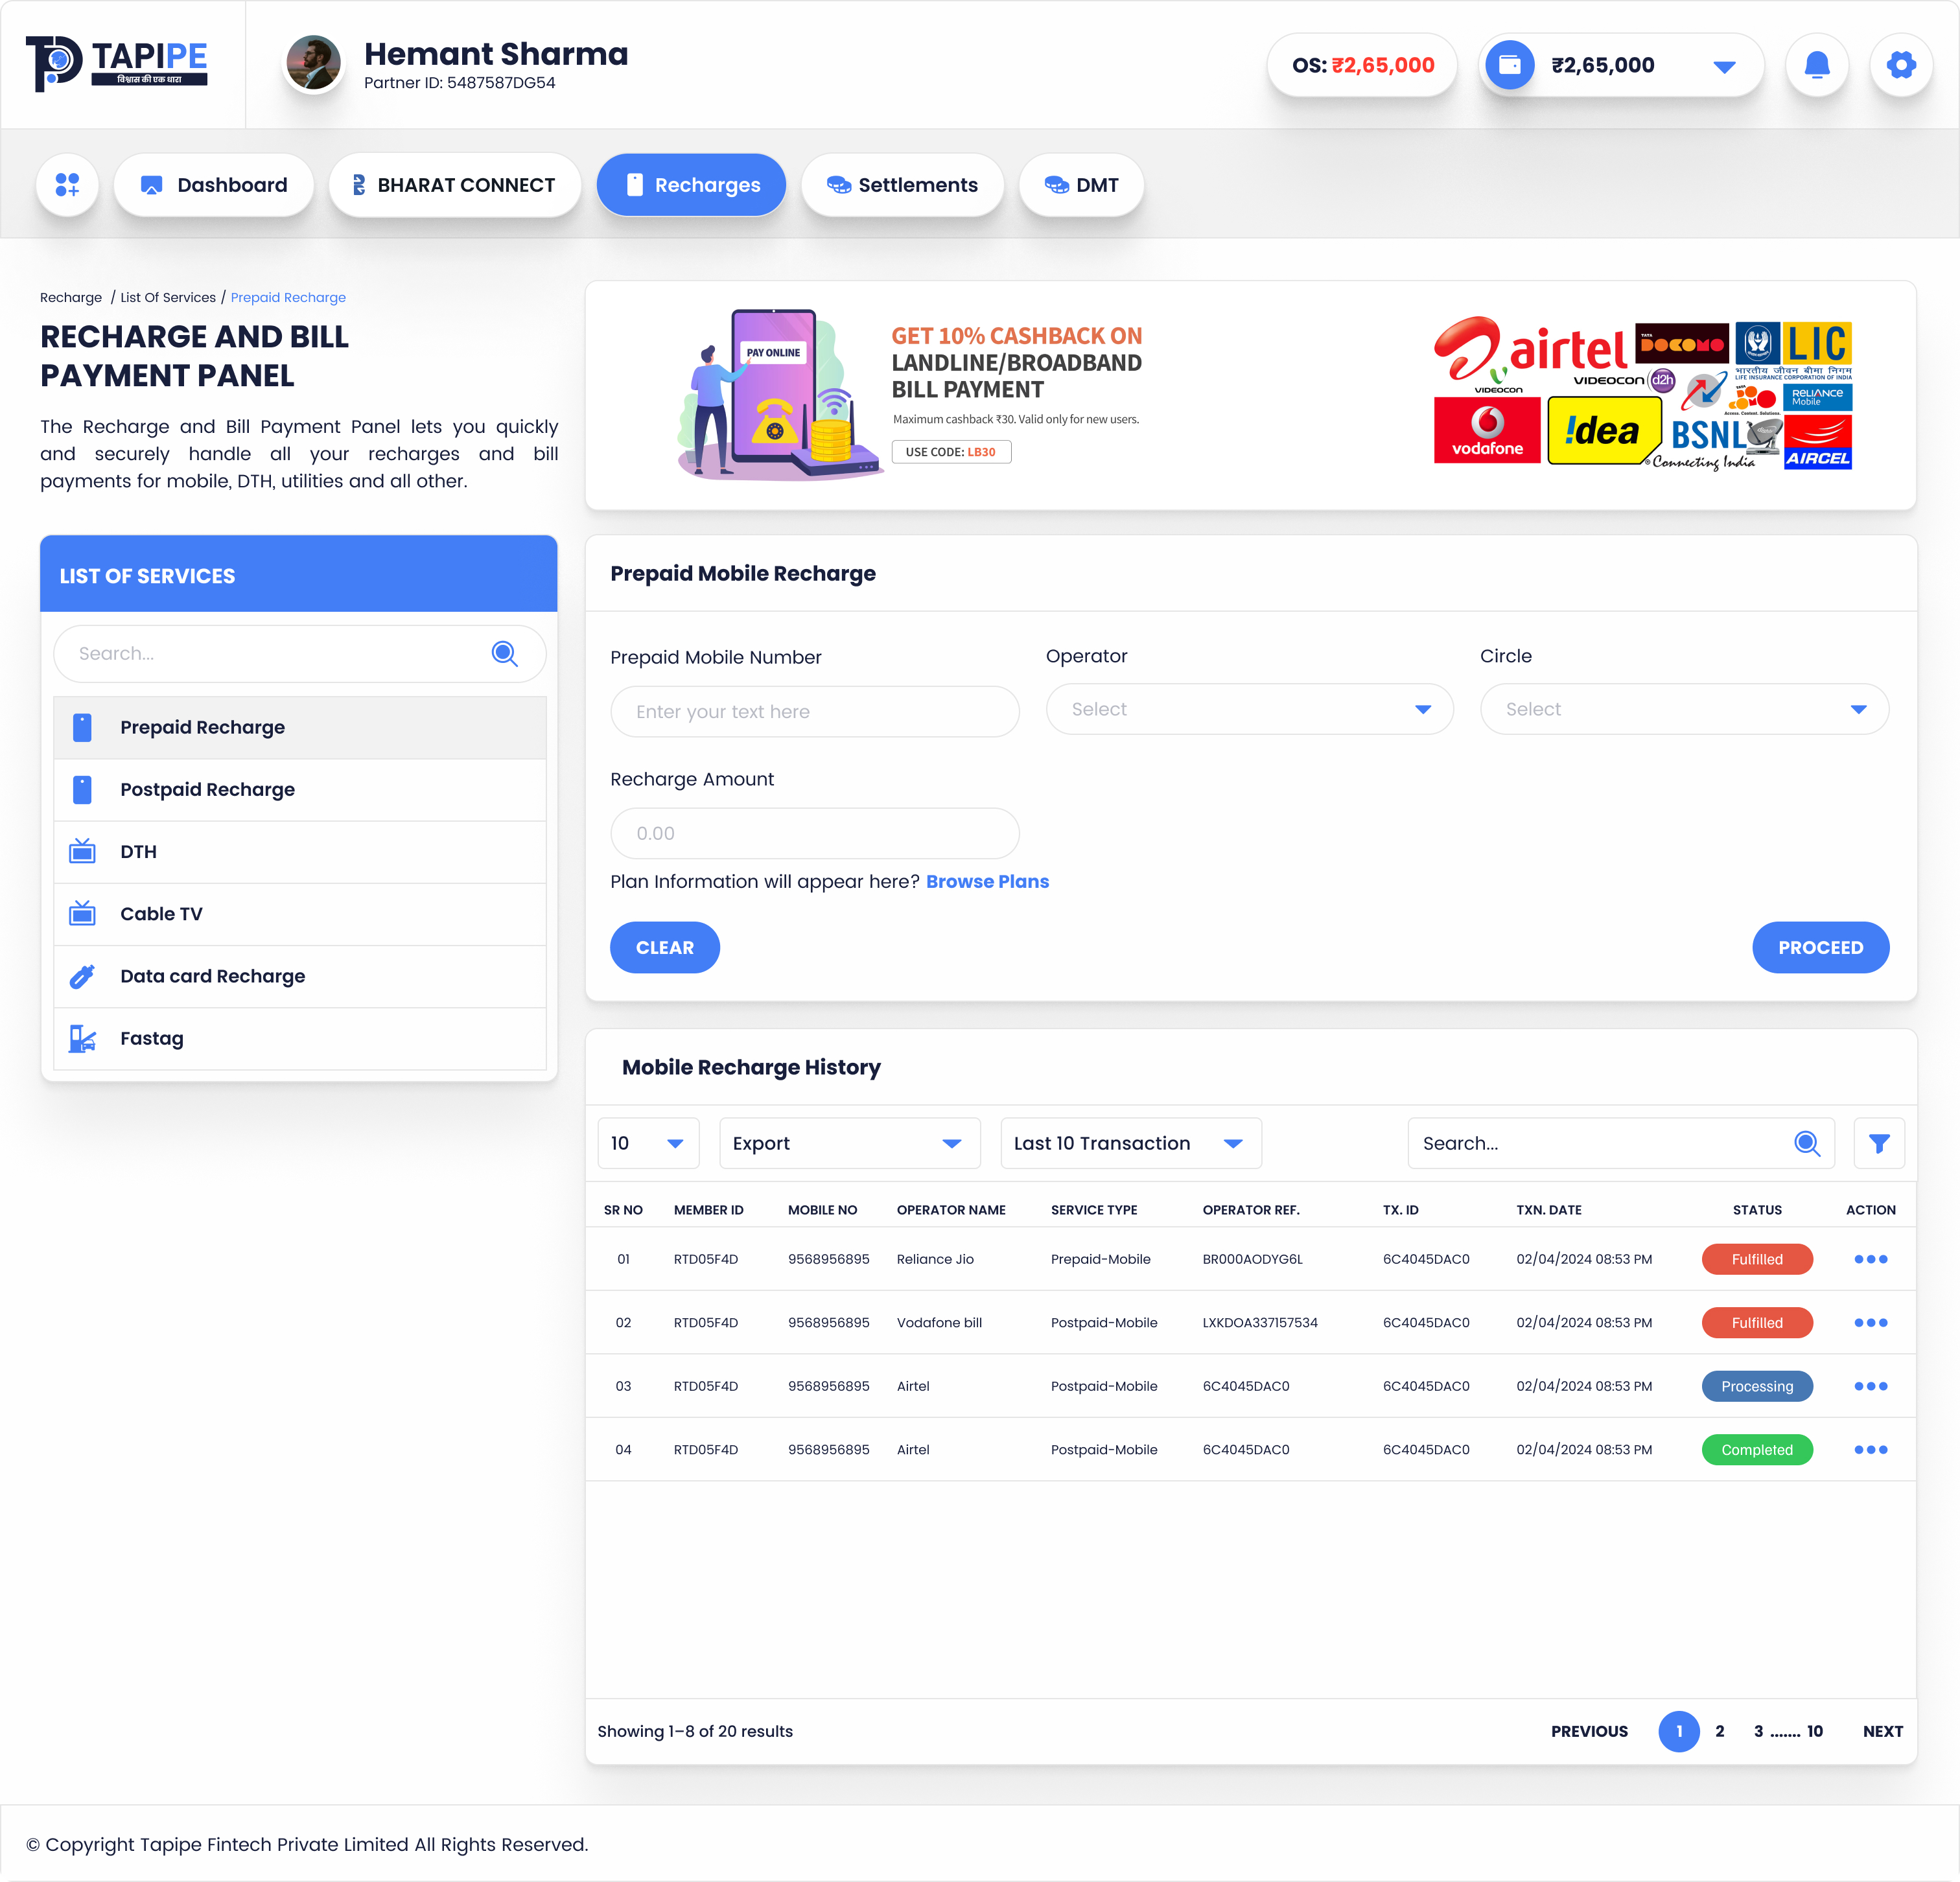 TAPIPE
विश्वास की एक धारा
Hemant Sharma
Partner ID: 5487587DG54
OS: ₹2,65,000
₹2,65,000
Dashboard
BHARAT CONNECT
Recharges
Settlements
DMT
Recharge / List Of Services / Prepaid Recharge
RECHARGE AND BILL
PAYMENT PANEL
The Recharge and Bill Payment Panel lets you quickly
and securely handle all your recharges and bill
payments for mobile, DTH, utilities and all other.
PAY ONLINE
GET 10% CASHBACK ON
LANDLINE/BROADBAND
BILL PAYMENT
Maximum cashback ₹30. Valid only for new users.
USE CODE: LB30
airtel
TATA
DOCOMO
LIC
भारतीय जीवन बीमा निगम
LIFE INSURANCE CORPORATION OF INDIA
VIDEOCON
VIDEOCON d2h
TATA
Access. Content. Solutions.
RELIANCE
Mobile
vodafone
!dea
BSNL
Connecting India
AIRCEL
LIST OF SERVICES
Search...
Prepaid Recharge
Postpaid Recharge
DTH
Cable TV
Data card Recharge
Fastag
Prepaid Mobile Recharge
Prepaid Mobile Number
Operator
Circle
Enter your text here
Select
Select
Recharge Amount
0.00
Plan Information will appear here? Browse Plans
CLEAR
PROCEED
Mobile Recharge History
10
Export
Last 10 Transaction
Search...
SR NO MEMBER ID MOBILE NO OPERATOR NAME SERVICE TYPE OPERATOR REF. TX. ID TXN. DATE STATUS ACTION
01 RTD05F4D 9568956895 Reliance Jio Prepaid-Mobile BR000AODYG6L 6C4045DAC0 02/04/2024 08:53 PM Fulfilled
02 RTD05F4D 9568956895 Vodafone bill Postpaid-Mobile LXKDOA337157534 6C4045DAC0 02/04/2024 08:53 PM Fulfilled
03 RTD05F4D 9568956895 Airtel Postpaid-Mobile 6C4045DAC0 6C4045DAC0 02/04/2024 08:53 PM Processing
04 RTD05F4D 9568956895 Airtel Postpaid-Mobile 6C4045DAC0 6C4045DAC0 02/04/2024 08:53 PM Completed
Showing 1–8 of 20 results
PREVIOUS 1 2 3 ....... 10 NEXT
© Copyright Tapipe Fintech Private Limited All Rights Reserved.